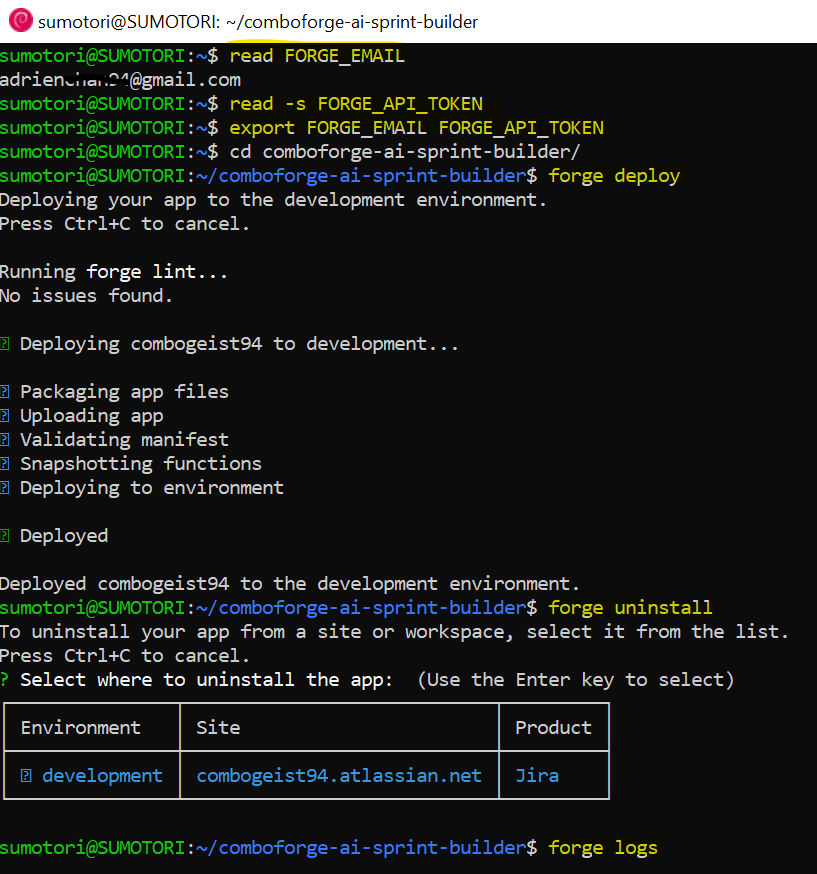 sumotori@SUMOTORI: ~/comboforge-ai-sprint-builder
sumotori@SUMOTORI:~$ read FORGE_EMAIL
@gmail.com
sumotori@SUMOTORI:~$ read -s FORGE_API_TOKEN
sumotori@SUMOTORI:~$ export FORGE_EMAIL FORGE_API_TOKEN
sumotori@SUMOTORI:~$ cd comboforge-ai-sprint-builder/
sumotori@SUMOTORI:~/comboforge-ai-sprint-builder$ forge deploy
Deploying your app to the development environment.
Press Ctrl+C to cancel.
Running forge lint...
No issues found.
Deploying combogeist94 to development...
Packaging app files
Uploading app
Validating manifest
Snapshotting functions
Deploying to environment
Deployed
Deployed combogeist94 to the development environment.
sumotori@SUMOTORI:~/comboforge-ai-sprint-builder$ forge uninstall
To uninstall your app from a site or workspace, select it from the list.
Press Ctrl+C to cancel.
? Select where to uninstall the app:  (Use the Enter key to select)
Environment Site Product
development combogeist94.atlassian.net Jira
sumotori@SUMOTORI:~/comboforge-ai-sprint-builder$ forge logs